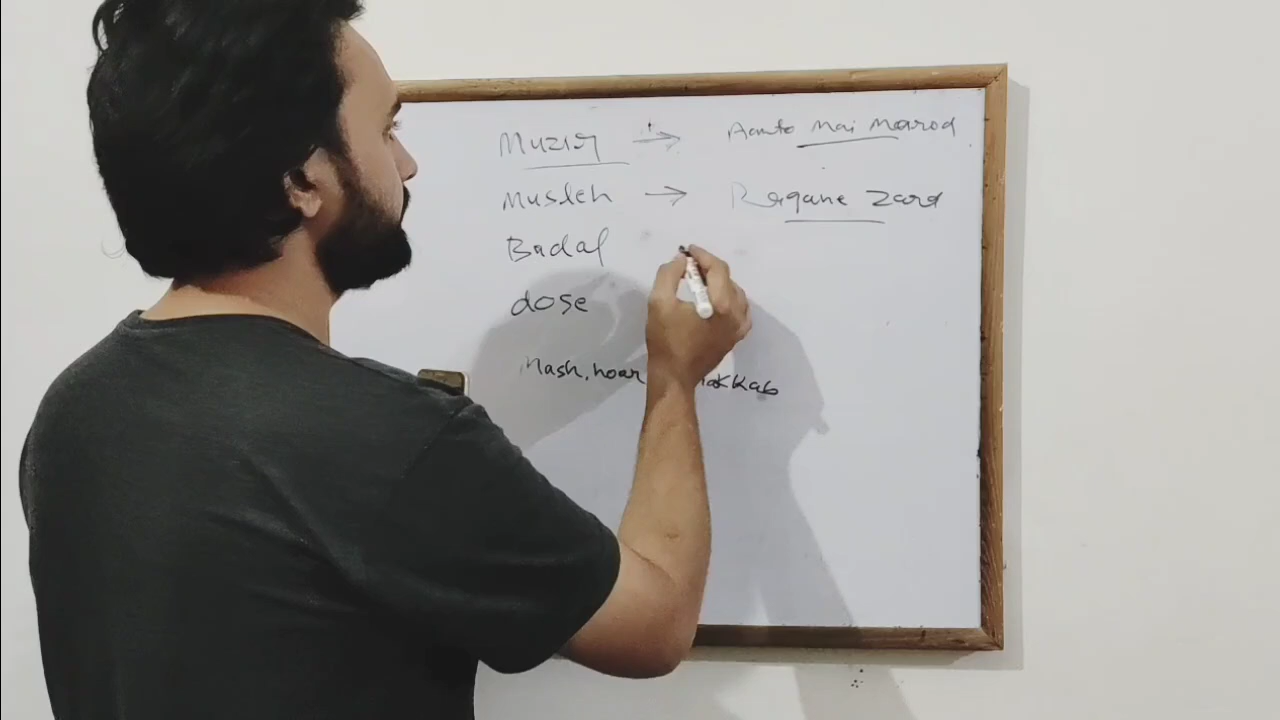 Muzir → Aanto Mai Marod
Musleh → Rogane Zard
Badal
dose
Mash,hoar